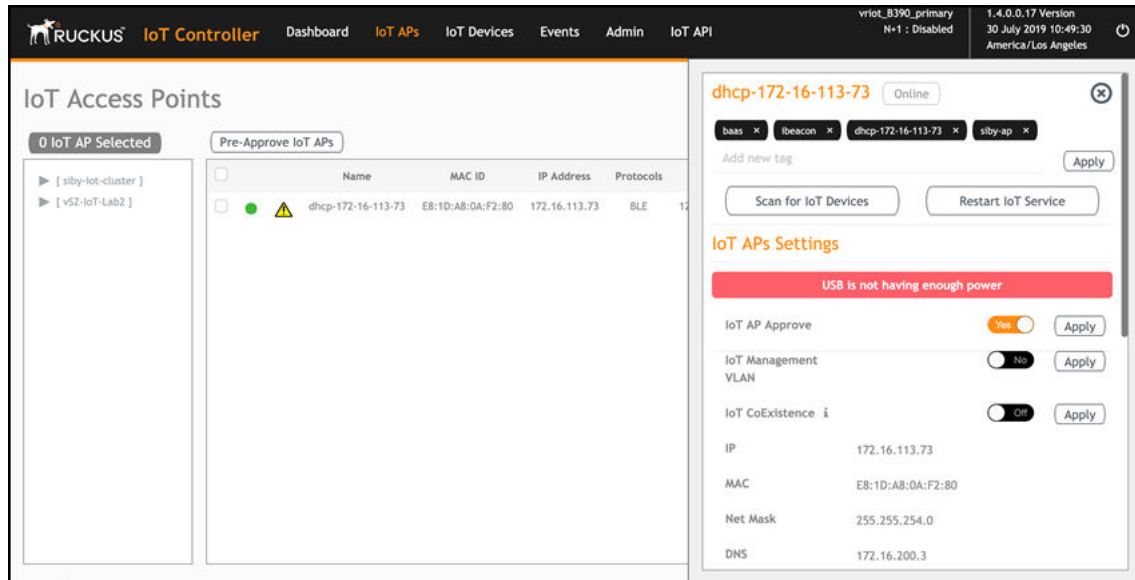 RUCKUS IoT Controller Dashboard IoT APs IoT Devices Events Admin IoT API
vriot_B390_primary
N+1 : Disabled
1.4.0.0.17 Version
30 July 2019 10:49:30
America/Los Angeles
IoT Access Points
0 IoT AP Selected
Pre-Approve IoT APs
[ siby-iot-cluster ]
[ vSZ-IoT-Lab2 ]
Name MAC ID IP Address Protocols
dhcp-172-16-113-73 E8:1D:A8:0A:F2:80 172.16.113.73 BLE 12
dhcp-172-16-113-73 Online
baas × ibeacon × dhcp-172-16-113-73 × siby-ap ×
Add new tag Apply
Scan for IoT Devices Restart IoT Service
IoT APs Settings
USB is not having enough power
IoT AP Approve Yes Apply
IoT Management
VLAN No Apply
IoT CoExistence i Off Apply
IP 172.16.113.73
MAC E8:1D:A8:0A:F2:80
Net Mask 255.255.254.0
DNS 172.16.200.3